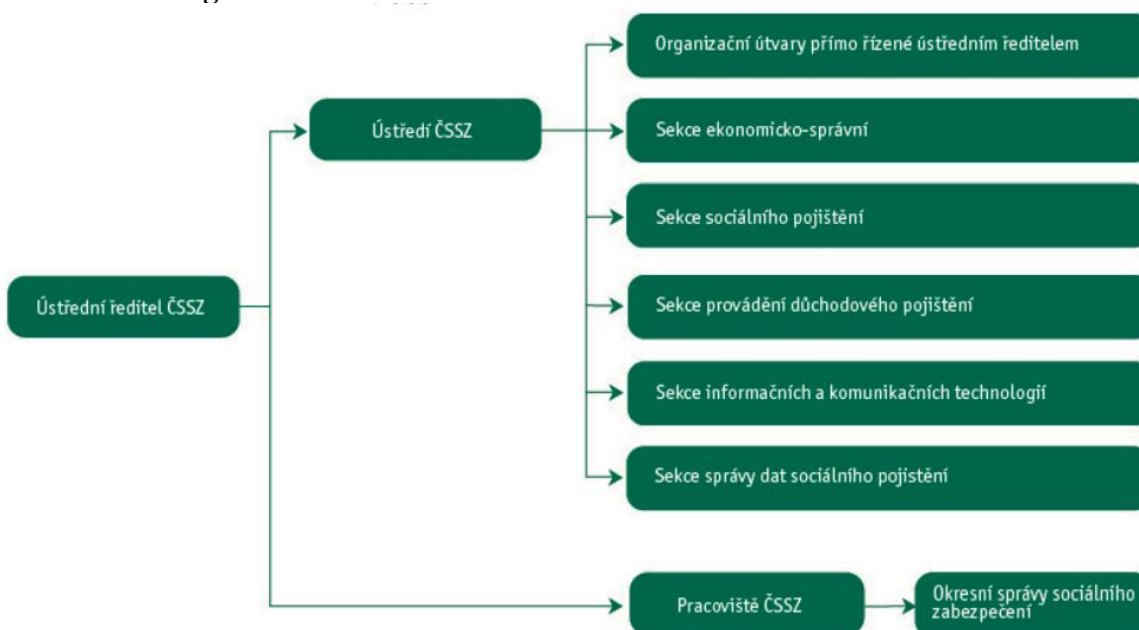 Organizační útvary přímo řízené ústředním ředitelem
Ústředí ČSSZ
Sekce ekonomicko-správní
Sekce sociálního pojištění
Ústřední ředitel ČSSZ
Sekce provádění důchodového pojištění
Sekce informačních a komunikačních technologií
Sekce správy dat sociálního pojistění
Pracoviště ČSSZ
Okresní správy sociálního
zabezpečení